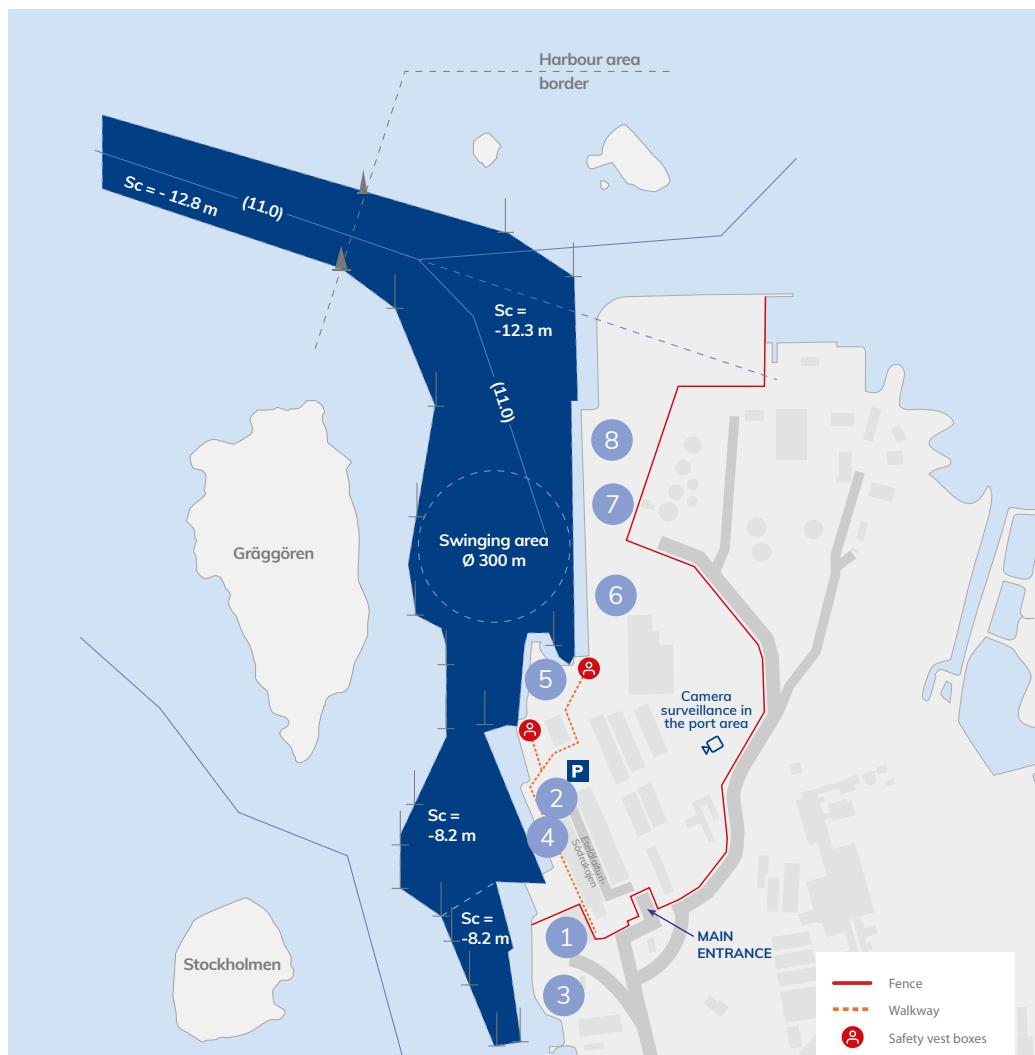 Harbour area
border
Sc = - 12.8 m
(11.0)
Sc =
-12.3 m
(11.0)
8
7
Swinging area
Ø 300 m
Gräggören
6
5
Camera
surveillance in
the port area
P
2
Sc =
-8.2 m
4
Etelälaituri-
Södrakajen
Sc =
-8.2 m
1
MAIN
ENTRANCE
Stockholmen
3
Fence
Walkway
Safety vest boxes